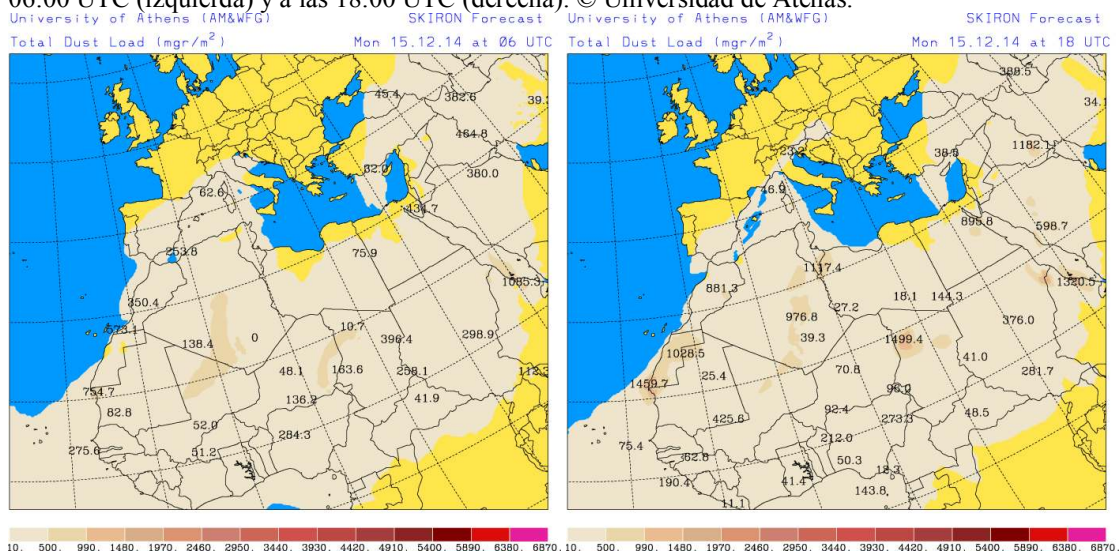 06:00 UTC (izquierda) y a las 18:00 UTC (derecha). © Universidad de Atenas.
University of Athens (AM&WFG) SKIRON Forecast
Total Dust Load (mgr/m²) Mon 15.12.14 at 06 UTC
45.4 382.6 39.
464.8
32.0 380.0
62.6
434.7
253.8 75.9
1085.3
350.4
573.1 10.7 298.9
138.4 0 396.4
48.1 163.6 258.1 112.3
754.7 136.2 41.9
82.8
52.0 284.3
275.6 51.2
10. 500. 990. 1480. 1970. 2460. 2950. 3440. 3930. 4420. 4910. 5400. 5890. 6380. 6870.
University of Athens (AM&WFG) SKIRON Forecast
Total Dust Load (mgr/m²) Mon 15.12.14 at 18 UTC
388.5
34.1
23.2 38.8 1182.1
46.9
895.8 598.7
1117.4
881.3 1320.5
18.1 144.3
27.2
976.8 376.0
39.3 1499.4
1028.5 41.0
1459.7 25.4 70.8 281.7
96.0
425.6 92.4 273.3 48.5
75.4 212.0
62.8 50.3
190.4 41.4 12.3
143.8
11.1
10. 500. 990. 1480. 1970. 2460. 2950. 3440. 3930. 4420. 4910. 5400. 5890. 6380. 687